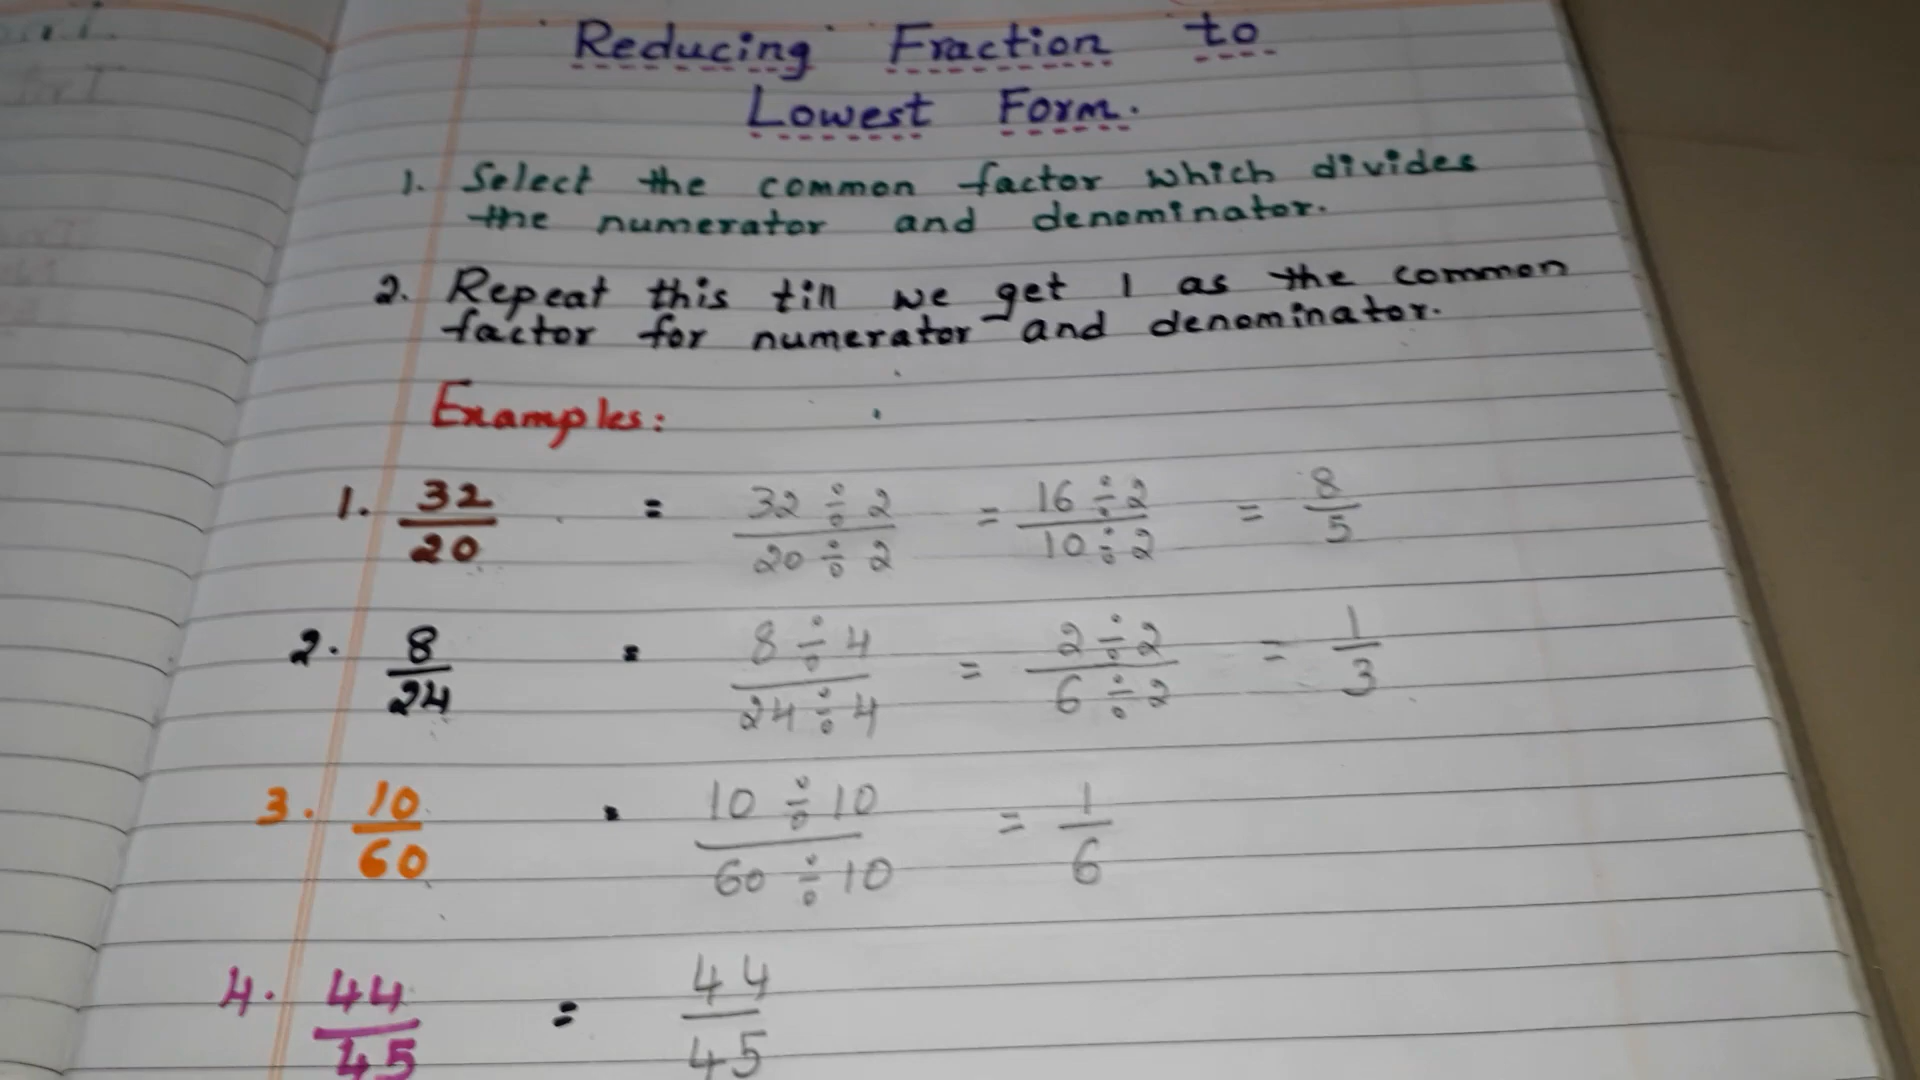 Reducing Fraction to
Lowest Form.
1. Select the common factor which divides
the numerator and denominator.
2. Repeat this till we get 1 as the common
factor for numerator and denominator.
Examples:
1. 32/20 = 32 ÷ 2 / 20 ÷ 2 = 16 ÷ 2 / 10 ÷ 2 = 8/5
2. 8/24 = 8 ÷ 4 / 24 ÷ 4 = 2 ÷ 2 / 6 ÷ 2 = 1/3
3. 10/60 = 10 ÷ 10 / 60 ÷ 10 = 1/6
4. 44/45 = 44/45